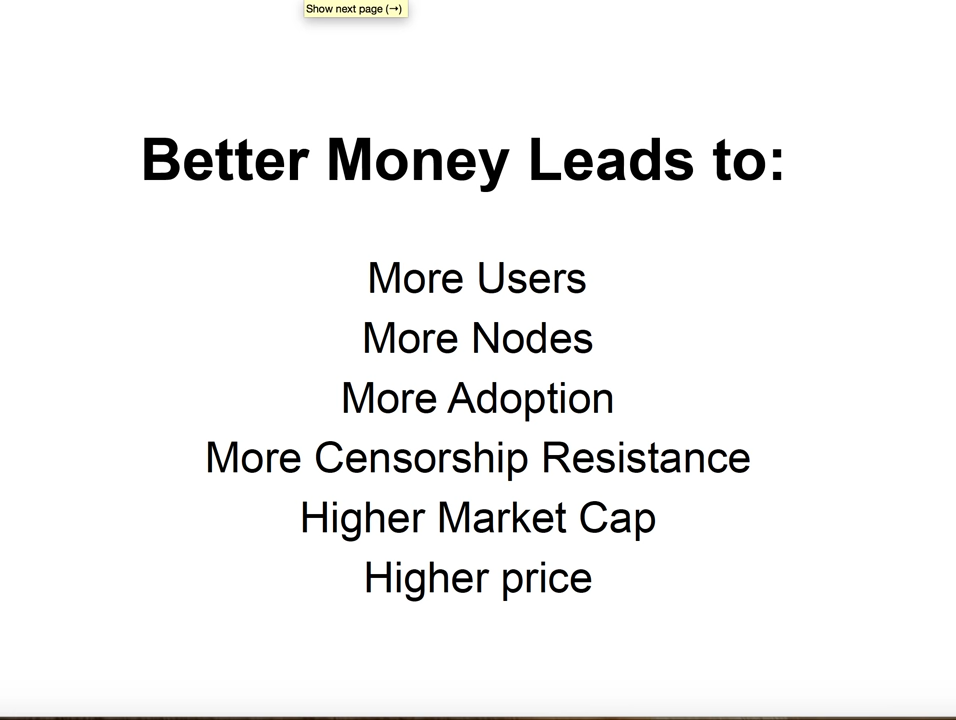 Show next page (→)
Better Money Leads to:
More Users
More Nodes
More Adoption
More Censorship Resistance
Higher Market Cap
Higher price